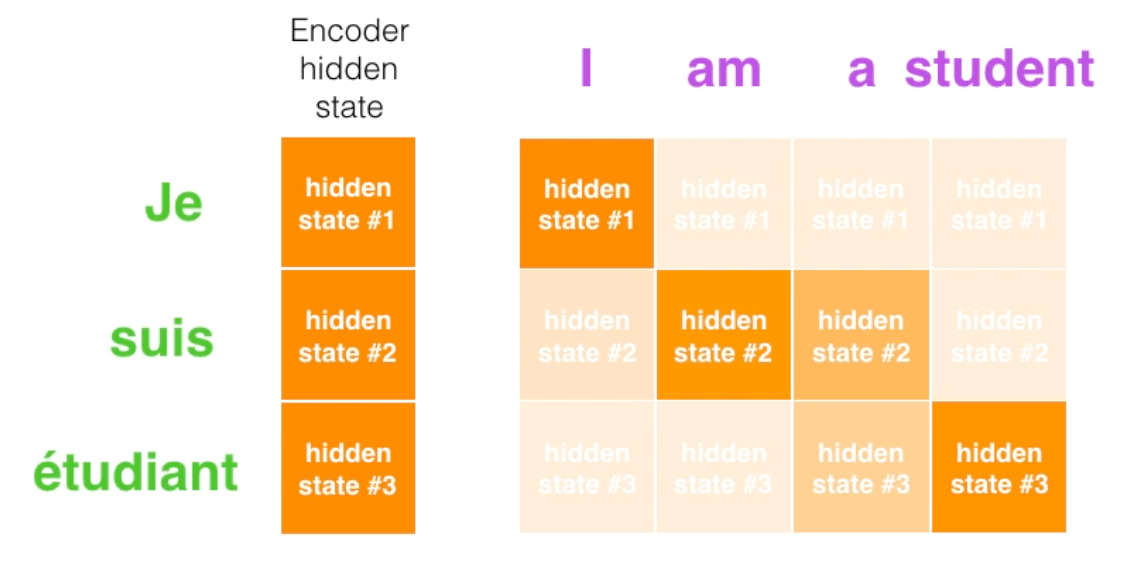 Encoder
hidden
state
I am a student
Je
hidden
state #1
hidden
state #1
hidden
state #1
hidden
state #1
hidden
state #1
suis
hidden
state #2
hidden
state #2
hidden
state #2
hidden
state #2
hidden
state #2
étudiant
hidden
state #3
hidden
state #3
hidden
state #3
hidden
state #3
hidden
state #3